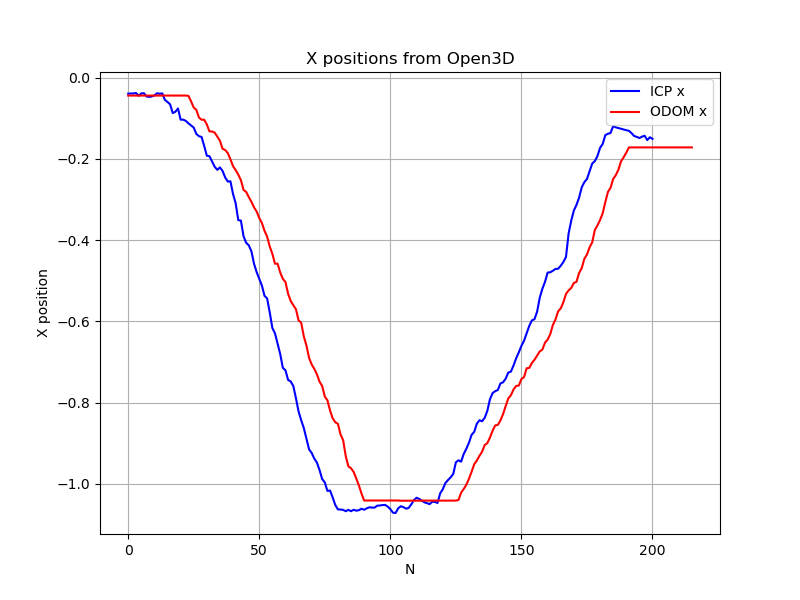 X positions from Open3D
ICP x
ODOM x
0.0
−0.2
−0.4
−0.6
−0.8
−1.0
X position
0 50 100 150 200
N